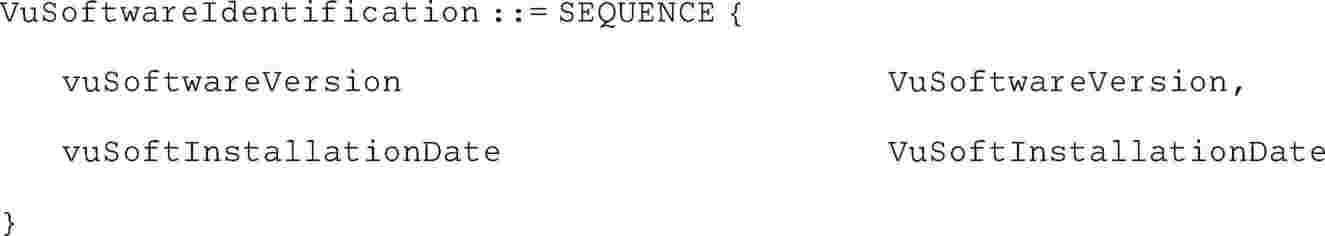 VuSoftwareIdentification ::= SEQUENCE {
vuSoftwareVersion VuSoftwareVersion,
vuSoftInstallationDate VuSoftInstallationDate
}